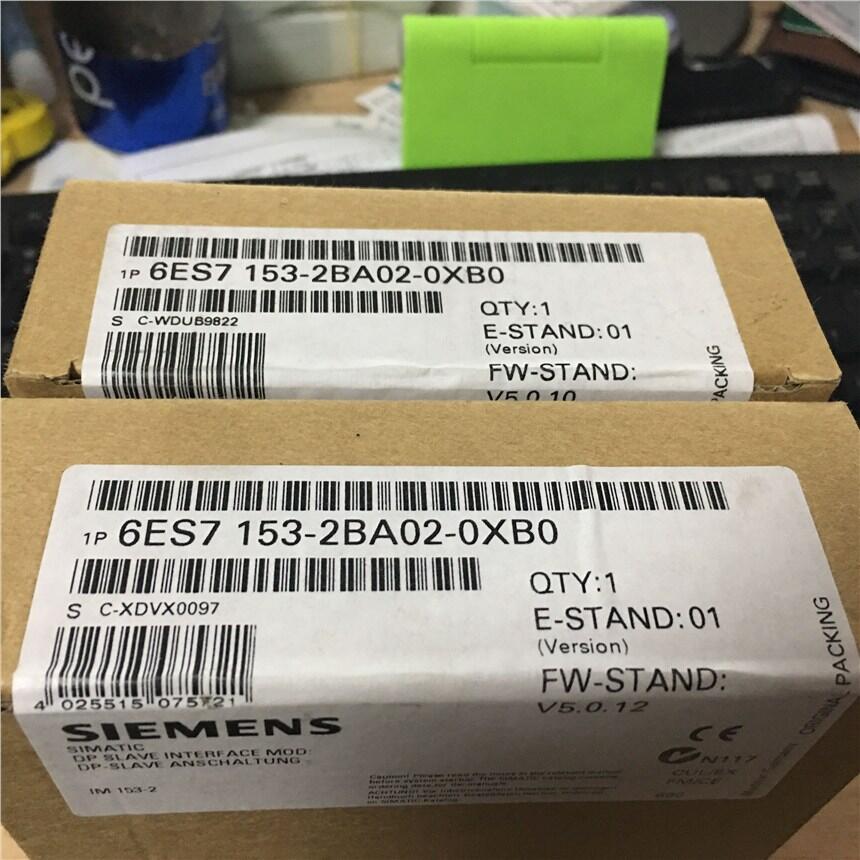 1P 6ES7 153-2BA02-0XB0
S C-WDUB9822
QTY:1
E-STAND:01
(Version)
FW-STAND:
V5.0.10
PACKING
1P 6ES7 153-2BA02-0XB0
S C-XDVX0097
QTY:1
E-STAND:01
(Version)
FW-STAND:
V5.0.12
4 025515 075721
SIEMENS
SIMATIC
DP SLAVE INTERFACE MOD:
DP-SLAVE ANSCHALTUNG
IM 153-2
CE
N117
ORIGINAL PACKING